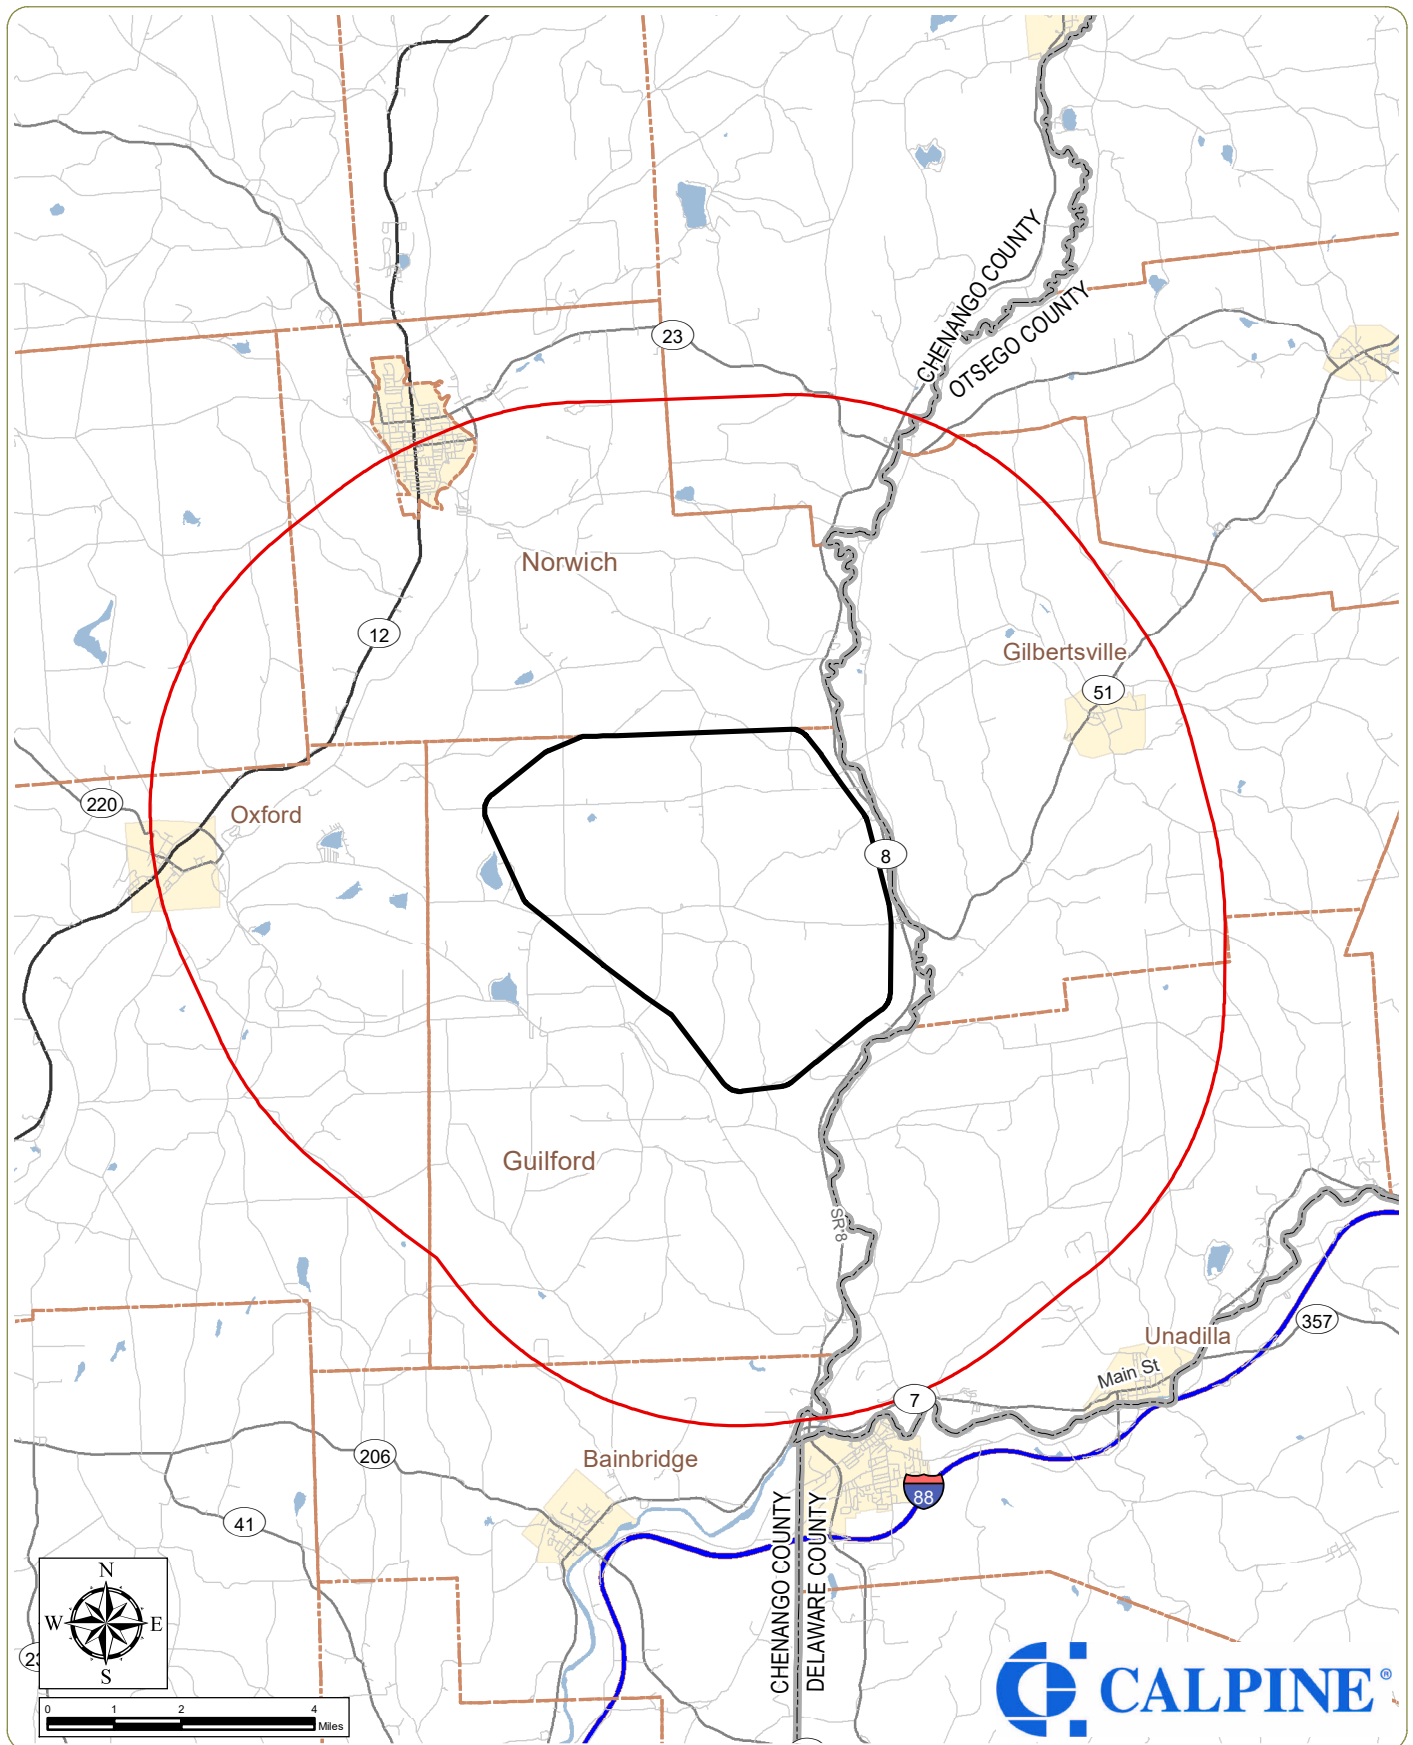 CHENANGO COUNTY
OTSEGO COUNTY
23
Norwich
12
Gilbertsville
51
220
Oxford
8
Guilford
SR 8
Unadilla
357
Main St
7
206
Bainbridge
88
41
CHENANGO COUNTY
DELAWARE COUNTY
N
W
E
S
0 1 2 4
Miles
CALPINE®